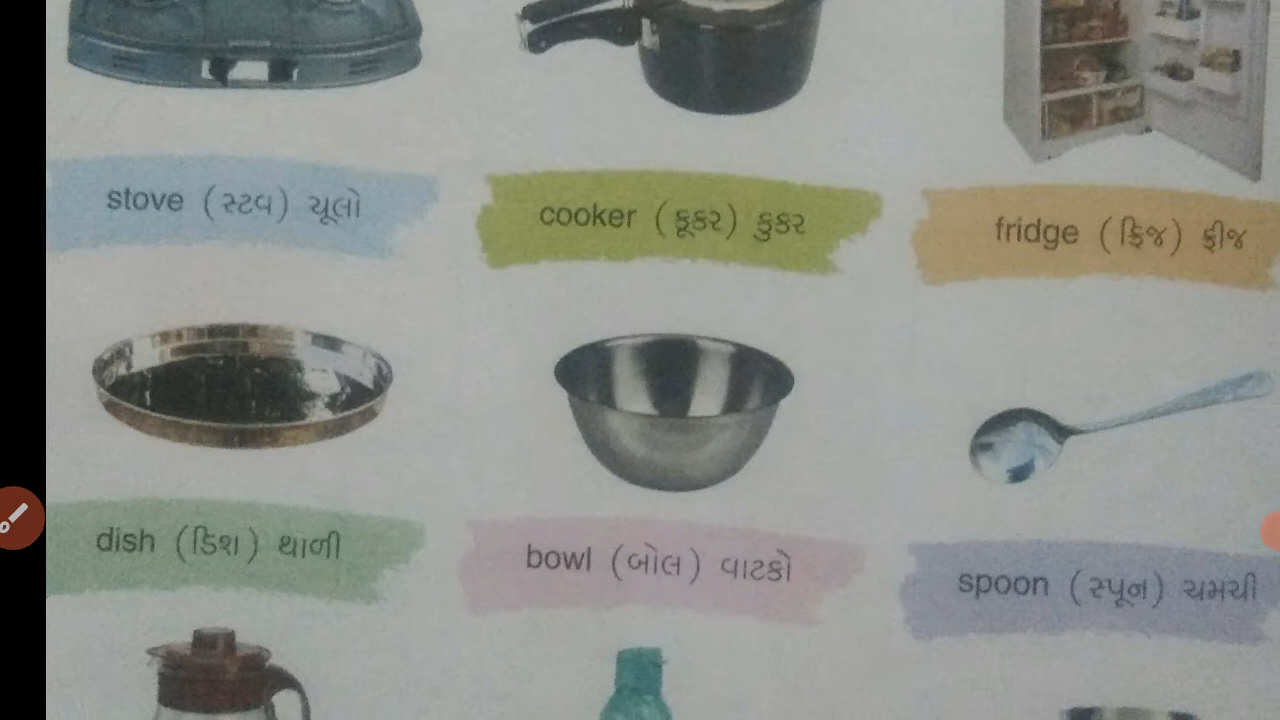 stove (સ્ટવ) ચૂલો
cooker (કૂકર) કુકર
fridge (ફ્રિજ) ફ્રીજ
dish (ડિશ) થાળી
bowl (બોલ) વાટકો
spoon (સ્પૂન) ચમચી